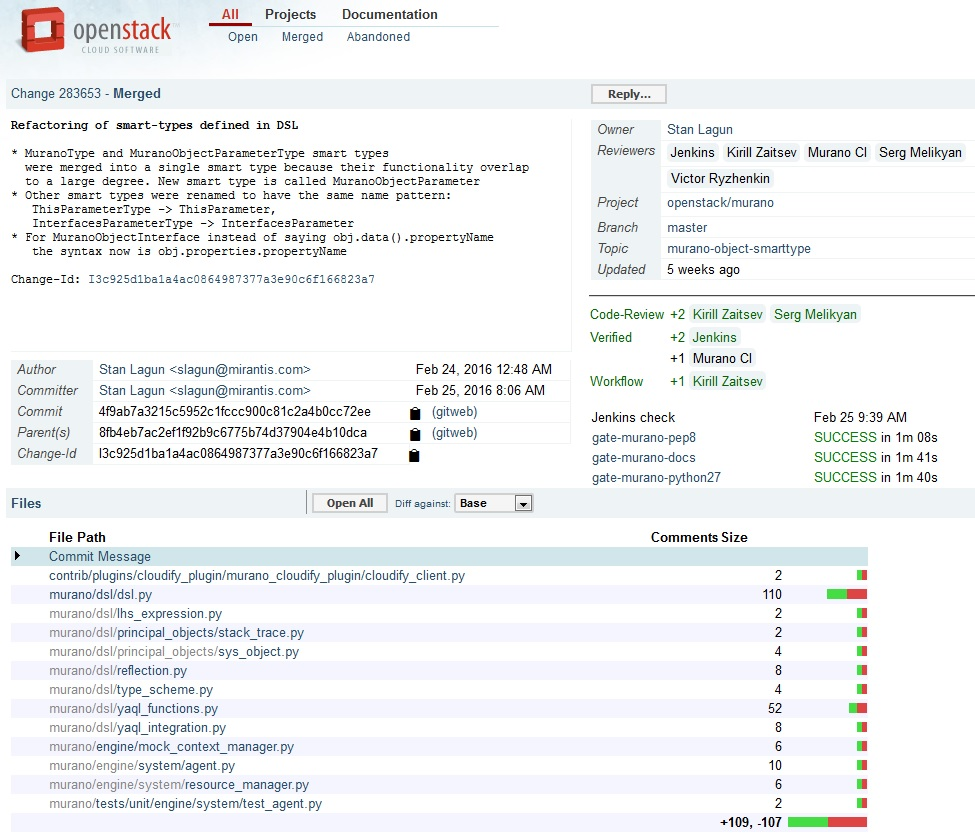 openstack
CLOUD SOFTWARE
All Projects Documentation
Open Merged Abandoned
Change 283653 - Merged
Reply...
Refactoring of smart-types defined in DSL
* MuranoType and MuranoObjectParameterType smart types
were merged into a single smart type because their functionality overlap
to a large degree. New smart type is called MuranoObjectParameter
* Other smart types were renamed to have the same name pattern:
ThisParameterType -> ThisParameter,
InterfacesParameterType -> InterfacesParameter
* For MuranoObjectInterface instead of saying obj.data().propertyName
the syntax now is obj.properties.propertyName
Change-Id: I3c925d1ba1a4ac0864987377a3e90c6f166823a7
Owner Stan Lagun
Reviewers Jenkins Kirill Zaitsev Murano CI Serg Melikyan
Victor Ryzhenkin
Project openstack/murano
Branch master
Topic murano-object-smarttype
Updated 5 weeks ago
Code-Review +2 Kirill Zaitsev Serg Melikyan
Verified +2 Jenkins
+1 Murano CI
Workflow +1 Kirill Zaitsev
Author Stan Lagun <slagun@mirantis.com> Feb 24, 2016 12:48 AM
Committer Stan Lagun <slagun@mirantis.com> Feb 25, 2016 8:06 AM
Commit 4f9ab7a3215c5952c1fccc900c81c2a4b0cc72ee (gitweb)
Parent(s) 8fb4eb7ac2ef1f92b9c6775b74d37904e4b10dca (gitweb)
Change-Id I3c925d1ba1a4ac0864987377a3e90c6f166823a7
Jenkins check Feb 25 9:39 AM
gate-murano-pep8 SUCCESS in 1m 08s
gate-murano-docs SUCCESS in 1m 41s
gate-murano-python27 SUCCESS in 1m 40s
Files Open All Diff against: Base
File Path Comments Size
Commit Message
contrib/plugins/cloudify_plugin/murano_cloudify_plugin/cloudify_client.py 2
murano/dsl/dsl.py 110
murano/dsl/lhs_expression.py 2
murano/dsl/principal_objects/stack_trace.py 2
murano/dsl/principal_objects/sys_object.py 4
murano/dsl/reflection.py 8
murano/dsl/type_scheme.py 4
murano/dsl/yaql_functions.py 52
murano/dsl/yaql_integration.py 8
murano/engine/mock_context_manager.py 6
murano/engine/system/agent.py 10
murano/engine/system/resource_manager.py 6
murano/tests/unit/engine/system/test_agent.py 2
+109, -107